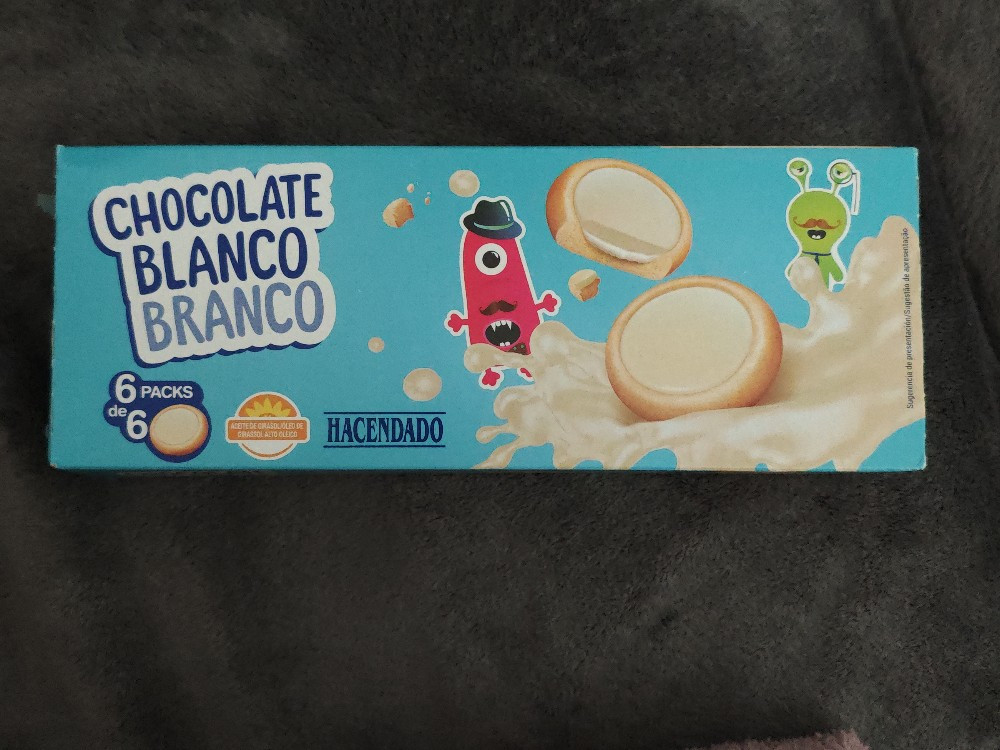 CHOCOLATE
BLANCO
BRANCO
6 PACKS
de 6
ACEITE DE GIRASOL/ÓLEO DE
GIRASSOL ALTO OLEICO
HACENDADO
Sugerencia de presentación/Sugestão de apresentação